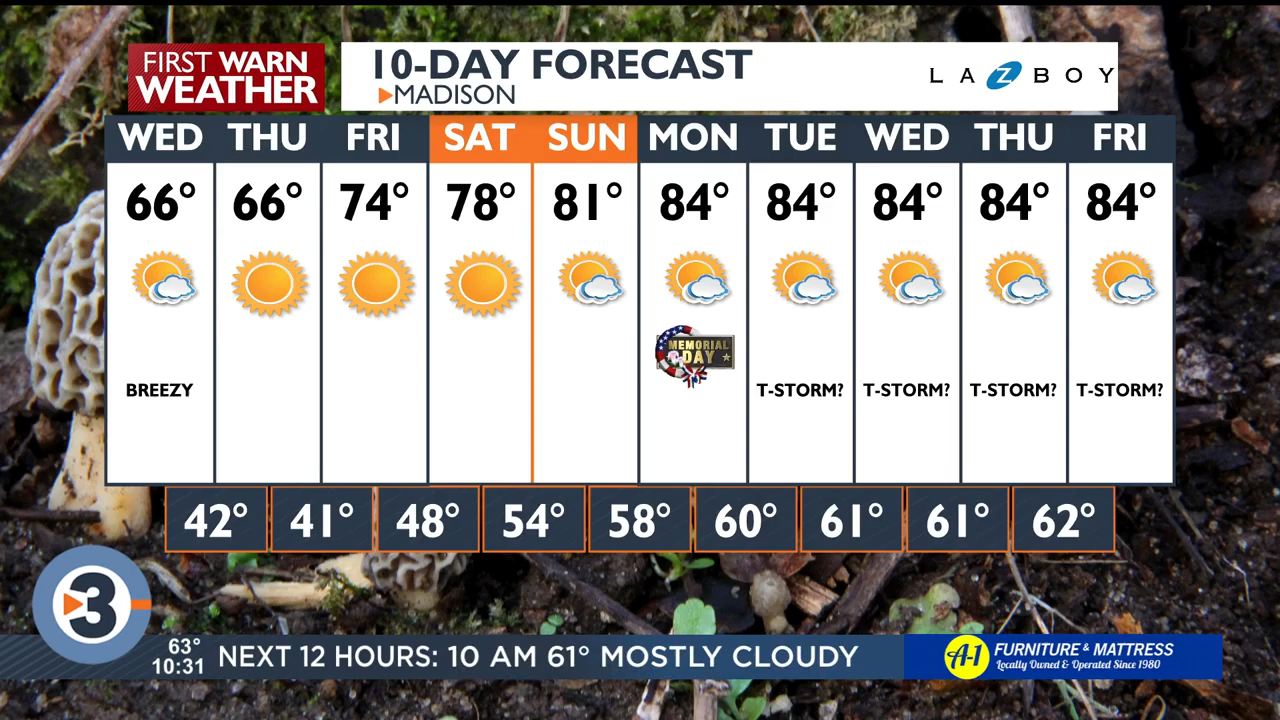 FIRST WARN
WEATHER
10-DAY FORECAST
MADISON
LA Z BOY
WED THU FRI SAT SUN MON TUE WED THU FRI
66° 66° 74° 78° 81° 84° 84° 84° 84° 84°
MEMORIAL
DAY
BREEZY T-STORM? T-STORM? T-STORM? T-STORM?
42° 41° 48° 54° 58° 60° 61° 61° 62°
3
63°
10:31
NEXT 12 HOURS: 10 AM 61° MOSTLY CLOUDY
A-1
FURNITURE & MATTRESS
Locally Owned & Operated Since 1980